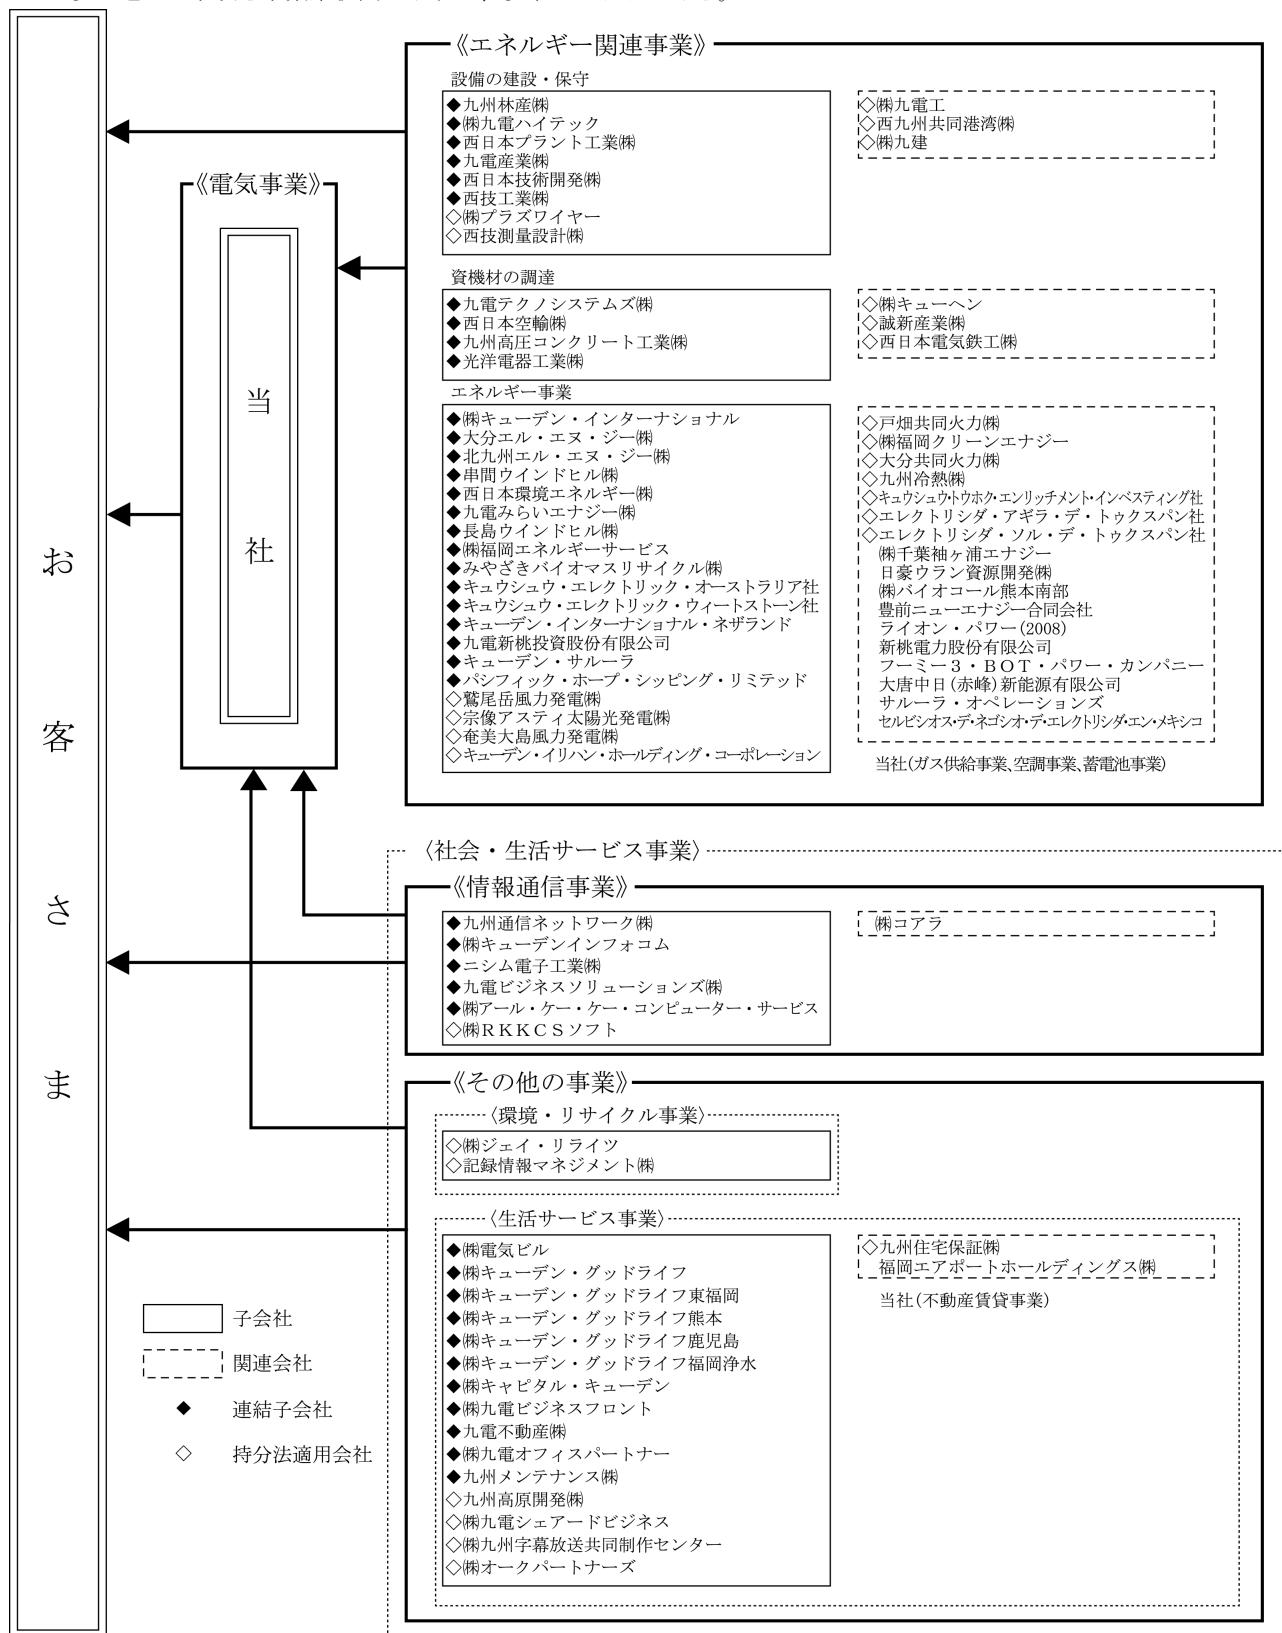 お客さま
《電気事業》
当社
《エネルギー関連事業》
設備の建設・保守
◆九州林産㈱
◆㈱九電ハイテック
◆西日本プラント工業㈱
◆九電産業㈱
◆西日本技術開発㈱
◆西技工業㈱
◇㈱プラズワイヤー
◇西技測量設計㈱
◇㈱九電工
◇西九州共同港湾㈱
◇㈱九建
資機材の調達
◆九電テクノシステムズ㈱
◆西日本空輸㈱
◆九州高圧コンクリート工業㈱
◆光洋電器工業㈱
◇㈱キューヘン
◇誠新産業㈱
◇西日本電気鉄工㈱
エネルギー事業
◆㈱キューデン・インターナショナル
◆大分エル・エヌ・ジー㈱
◆北九州エル・エヌ・ジー㈱
◆串間ウインドヒル㈱
◆西日本環境エネルギー㈱
◆九電みらいエナジー㈱
◆長島ウインドヒル㈱
◆㈱福岡エネルギーサービス
◆みやざきバイオマスリサイクル㈱
◆キュウシュウ・エレクトリック・オーストラリア社
◆キュウシュウ・エレクトリック・ウィートストーン社
◆キューデン・インターナショナル・ネザランド
◆九電新桃投資股份有限公司
◆キューデン・サルーラ
◆パシフィック・ホープ・シッピング・リミテッド
◇鷲尾岳風力発電㈱
◇宗像アスティ太陽光発電㈱
◇奄美大島風力発電㈱
◇キューデン・イリハン・ホールディング・コーポレーション
◇戸畑共同火力㈱
◇㈱福岡クリーンエナジー
◇大分共同火力㈱
◇九州冷熱㈱
◇キュウシュウ・トウホク・エンリッチメント・インベスティング社
◇エレクトリシダ・アギラ・デ・トゥクスパン社
◇エレクトリシダ・ソル・デ・トゥクスパン社
㈱千葉袖ヶ浦エナジー
日豪ウラン資源開発㈱
㈱バイオコール熊本南部
豊前ニューエナジー合同会社
ライオン・パワー(2008)
新桃電力股份有限公司
フーミー3・BOT・パワー・カンパニー
大唐中日(赤峰)新能源有限公司
サルーラ・オペレーションズ
セルビシオス・デ・ネゴシオ・デ・エレクトリシダ・エン・メキシコ
当社(ガス供給事業、空調事業、蓄電池事業)
〈社会・生活サービス事業〉
《情報通信事業》
◆九州通信ネットワーク㈱
◆㈱キューデンインフォコム
◆ニシム電子工業㈱
◆九電ビジネスソリューションズ㈱
◆㈱アール・ケー・ケー・コンピューター・サービス
◇㈱RKKCSソフト
㈱コアラ
《その他の事業》
〈環境・リサイクル事業〉
◇㈱ジェイ・リライツ
◇記録情報マネジメント㈱
〈生活サービス事業〉
◆㈱電気ビル
◆㈱キューデン・グッドライフ
◆㈱キューデン・グッドライフ東福岡
◆㈱キューデン・グッドライフ熊本
◆㈱キューデン・グッドライフ鹿児島
◆㈱キューデン・グッドライフ福岡浄水
◆㈱キャピタル・キューデン
◆㈱九電ビジネスフロント
◆九電不動産㈱
◆㈱九電オフィスパートナー
◆九州メンテナンス㈱
◇九州高原開発㈱
◇㈱九電シェアードビジネス
◇㈱九州字幕放送共同制作センター
◇㈱オークパートナーズ
◇九州住宅保証㈱
福岡エアポートホールディングス㈱
当社(不動産賃貸事業)
子会社
関連会社
◆ 連結子会社
◇ 持分法適用会社